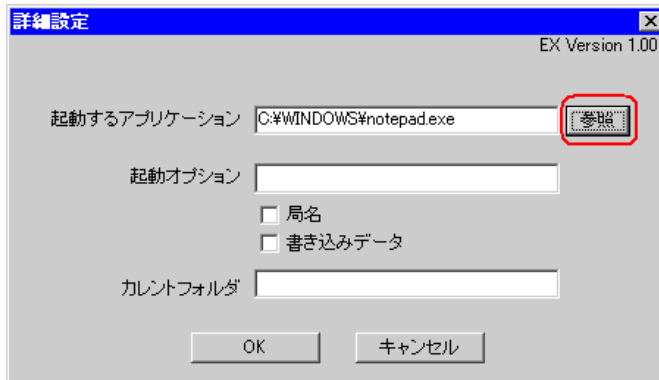 詳細設定
EX Version 1.00
起動するアプリケーション C:¥WINDOWS¥notepad.exe 参照
起動オプション
局名
書き込みデータ
カレントフォルダ
OK キャンセル